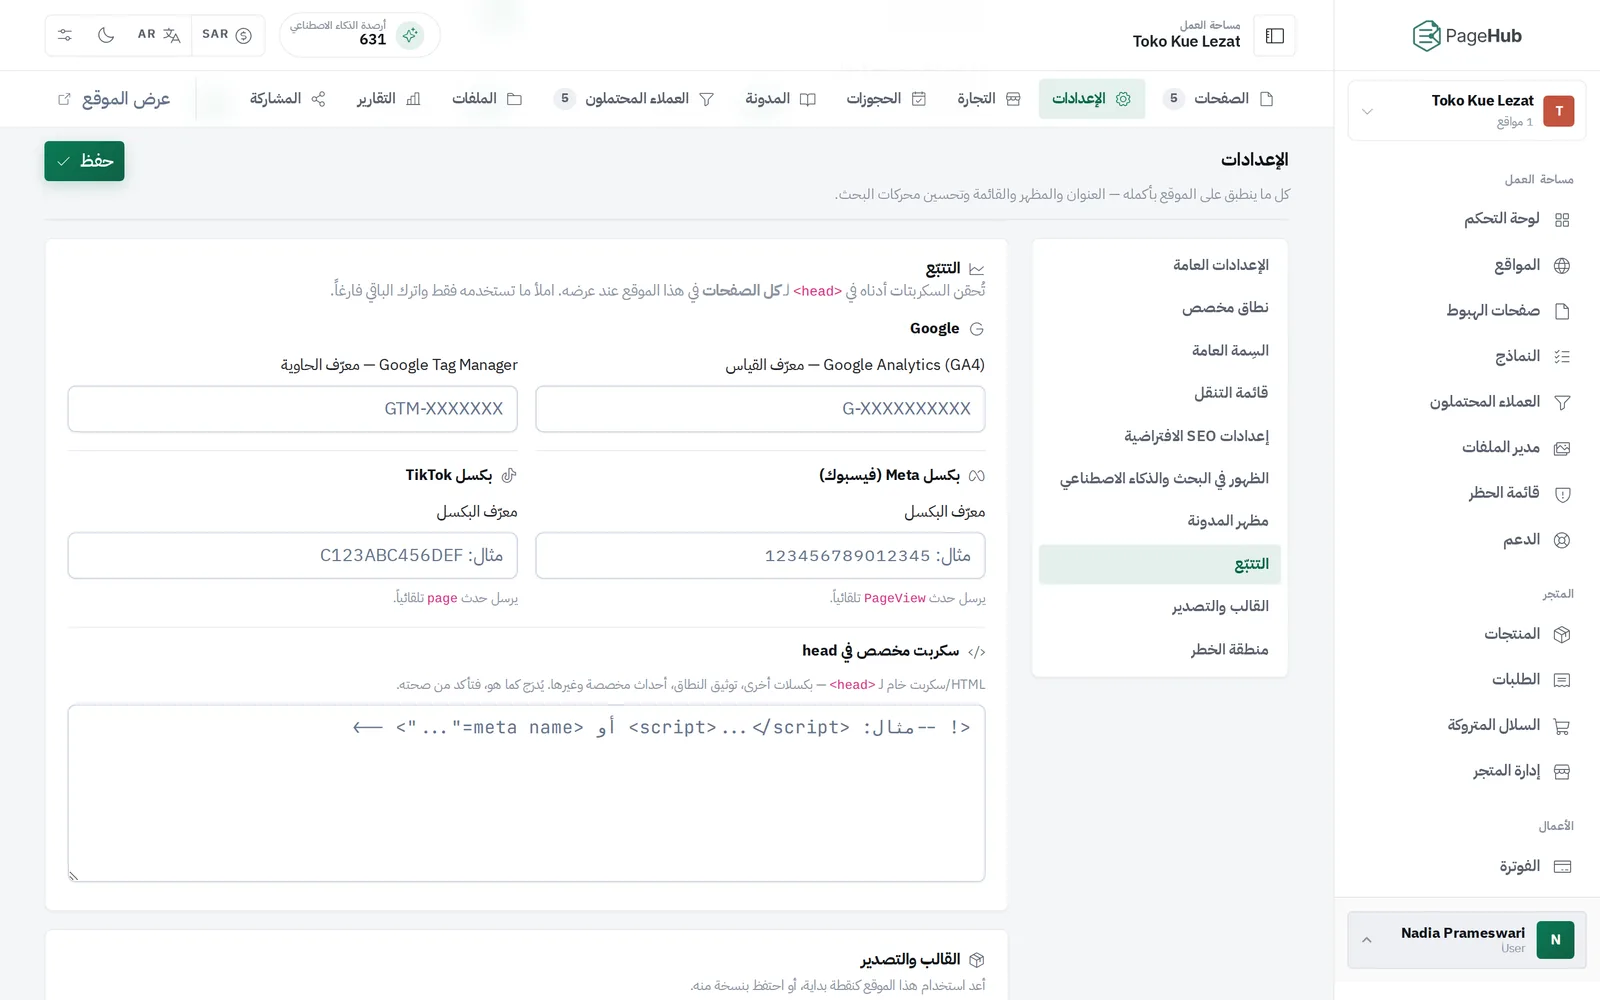 PageHub
Toko Kue Lezat
1 مواقع
T
مساحة العمل
لوحة التحكم
المواقع
صفحات الهبوط
النماذج
العملاء المحتملون
مدير الملفات
قائمة الحظر
الدعم
المتجر
المنتجات
الطلبات
السلال المتروكة
إدارة المتجر
الأعمال
الفوترة
Nadia Prameswari
User
N
مساحة العمل
Toko Kue Lezat
أرصدة الذكاء الاصطناعي
631
SAR
AR
الصفحات 5
الإعدادات
التجارة
الحجوزات
المدونة
العملاء المحتملون 5
الملفات
التقارير
المشاركة
عرض الموقع
الإعدادات
كل ما ينطبق على الموقع بأكمله — العنوان والمظهر والقائمة وتحسين محركات البحث.
حفظ
الإعدادات العامة
نطاق مخصص
السمة العامة
قائمة التنقل
إعدادات SEO الافتراضية
الظهور في البحث والذكاء الاصطناعي
مظهر المدونة
التتبّع
القالب والتصدير
منطقة الخطر
التتبّع
تُحقن السكربتات أدناه في <head> لـ كل الصفحات في هذا الموقع عند عرضه. املأ ما تستخدمه فقط واترك الباقي فارغاً.
Google
Google Analytics (GA4) — معرّف القياس
G-XXXXXXXXXX
Google Tag Manager — معرّف الحاوية
GTM-XXXXXXX
بكسل Meta (فيسبوك)
معرّف البكسل
مثال: 123456789012345
يرسل حدث PageView تلقائياً.
بكسل TikTok
معرّف البكسل
مثال: C123ABC456DEF
يرسل حدث page تلقائياً.
سكربت مخصص في head
HTML/سكربت خام لـ <head> — بكسلات أخرى، توثيق النطاق، أحداث مخصصة وغيرها. يُدرَج كما هو، فتأكد من صحته.
<!-- مثال: <script>...</script> أو <meta name="..."> -->
القالب والتصدير
أعد استخدام هذا الموقع كنقطة بداية، أو احتفظ بنسخة منه.